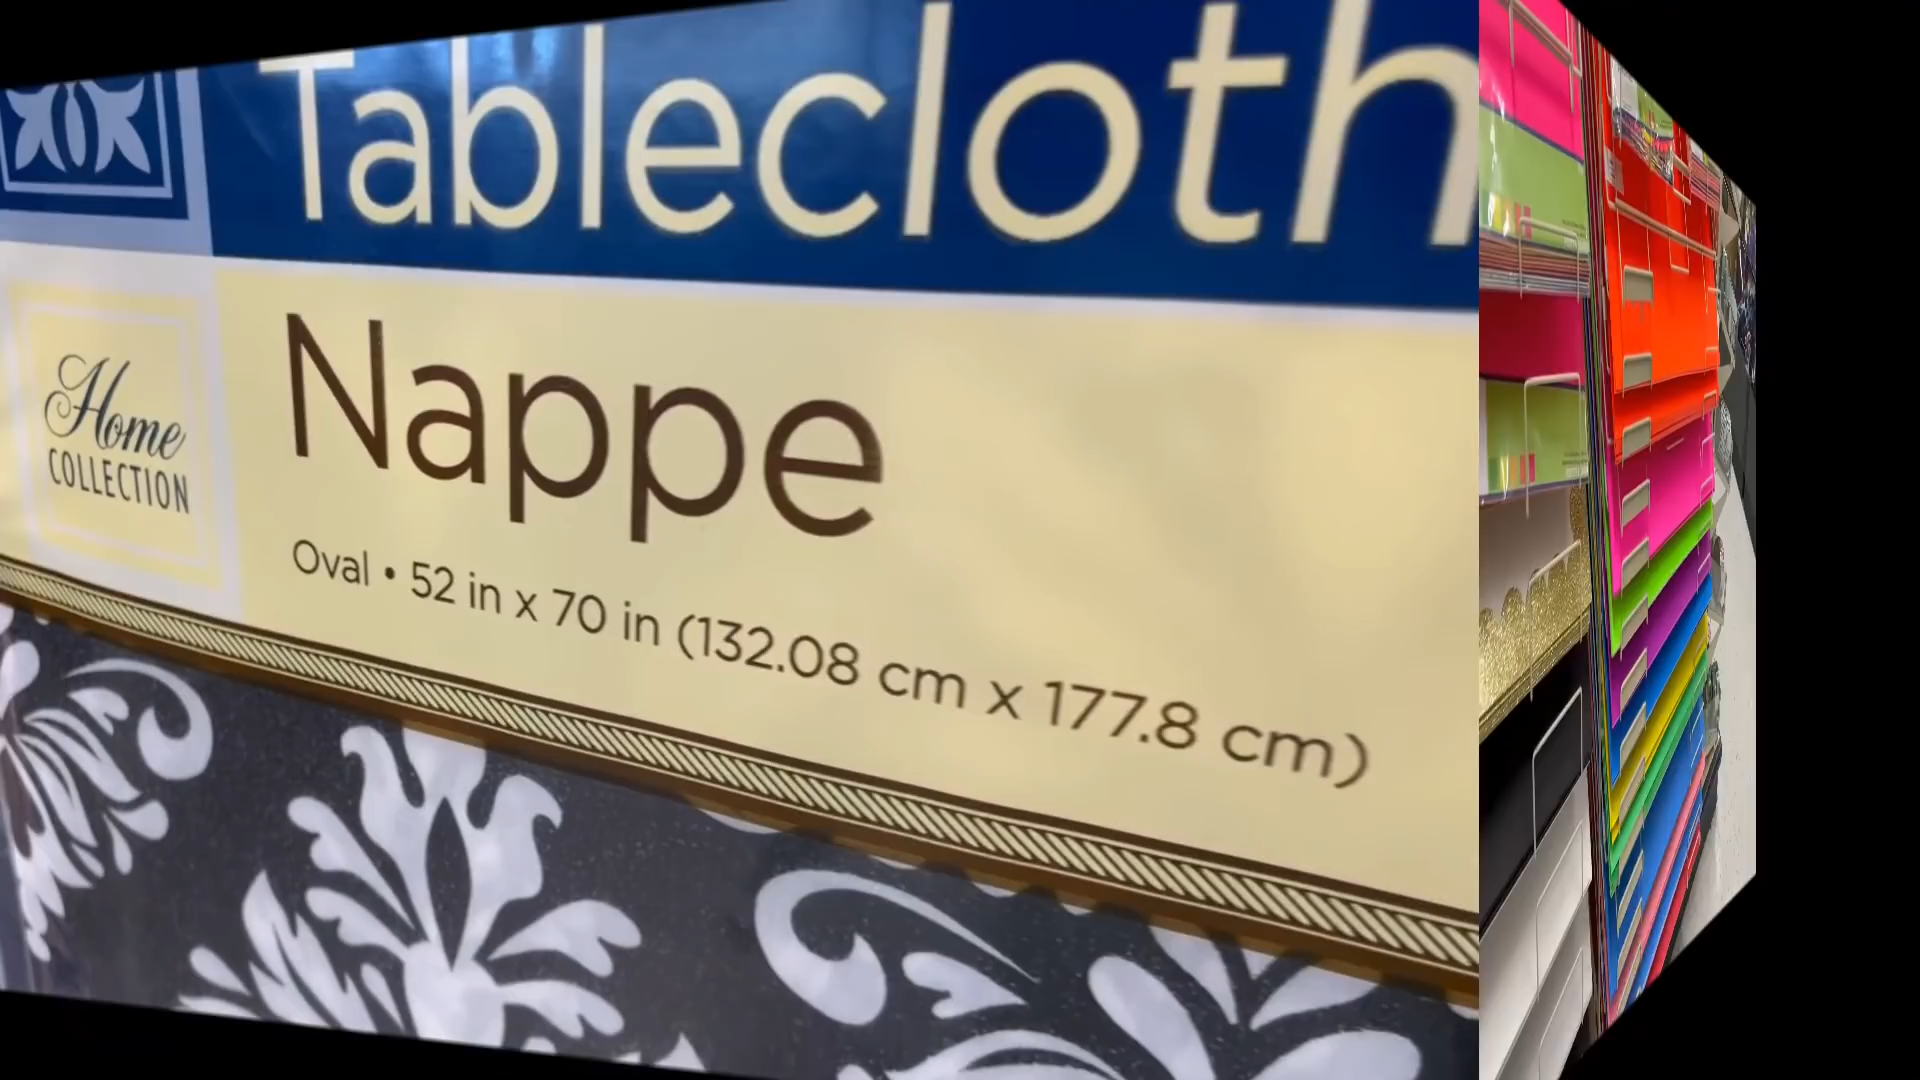 Tablecloth
Nappe
Home
COLLECTION
Oval • 52 in x 70 in (132.08 cm x 177.8 cm)